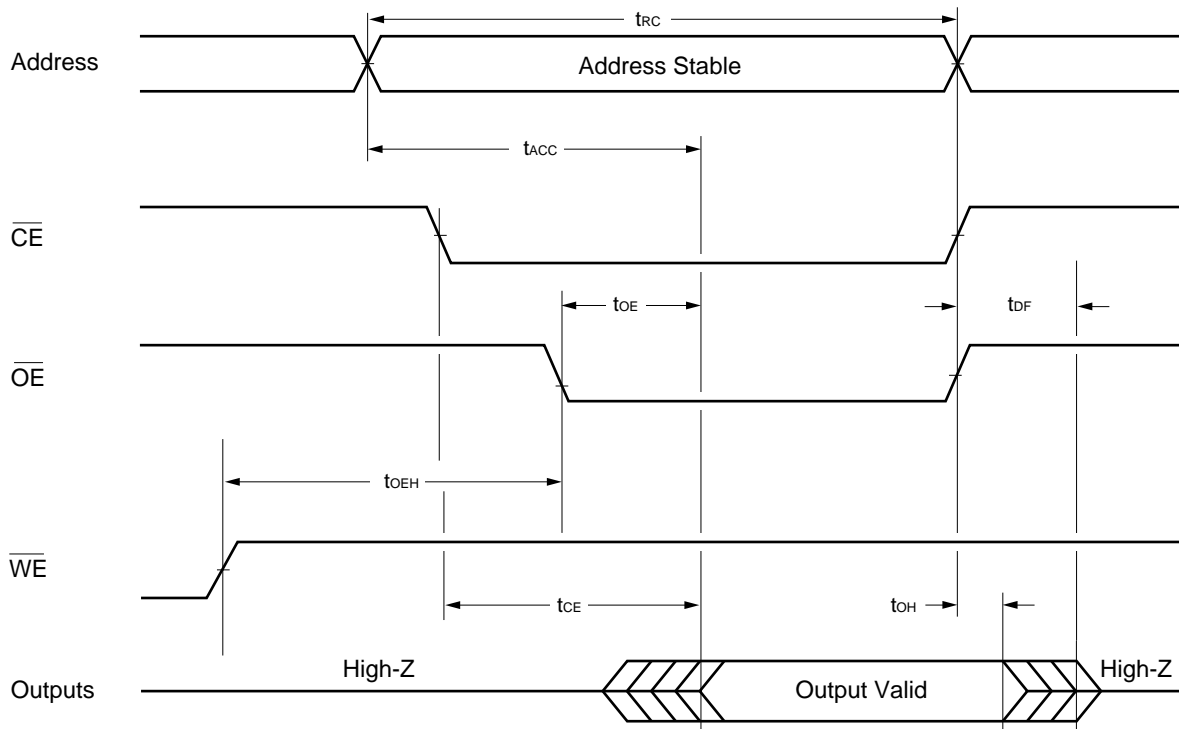 tRC
Address
Address Stable
tACC
CE
tOE
tDF
OE
tOEH
WE
tCE
tOH
High-Z
High-Z
Outputs
Output Valid